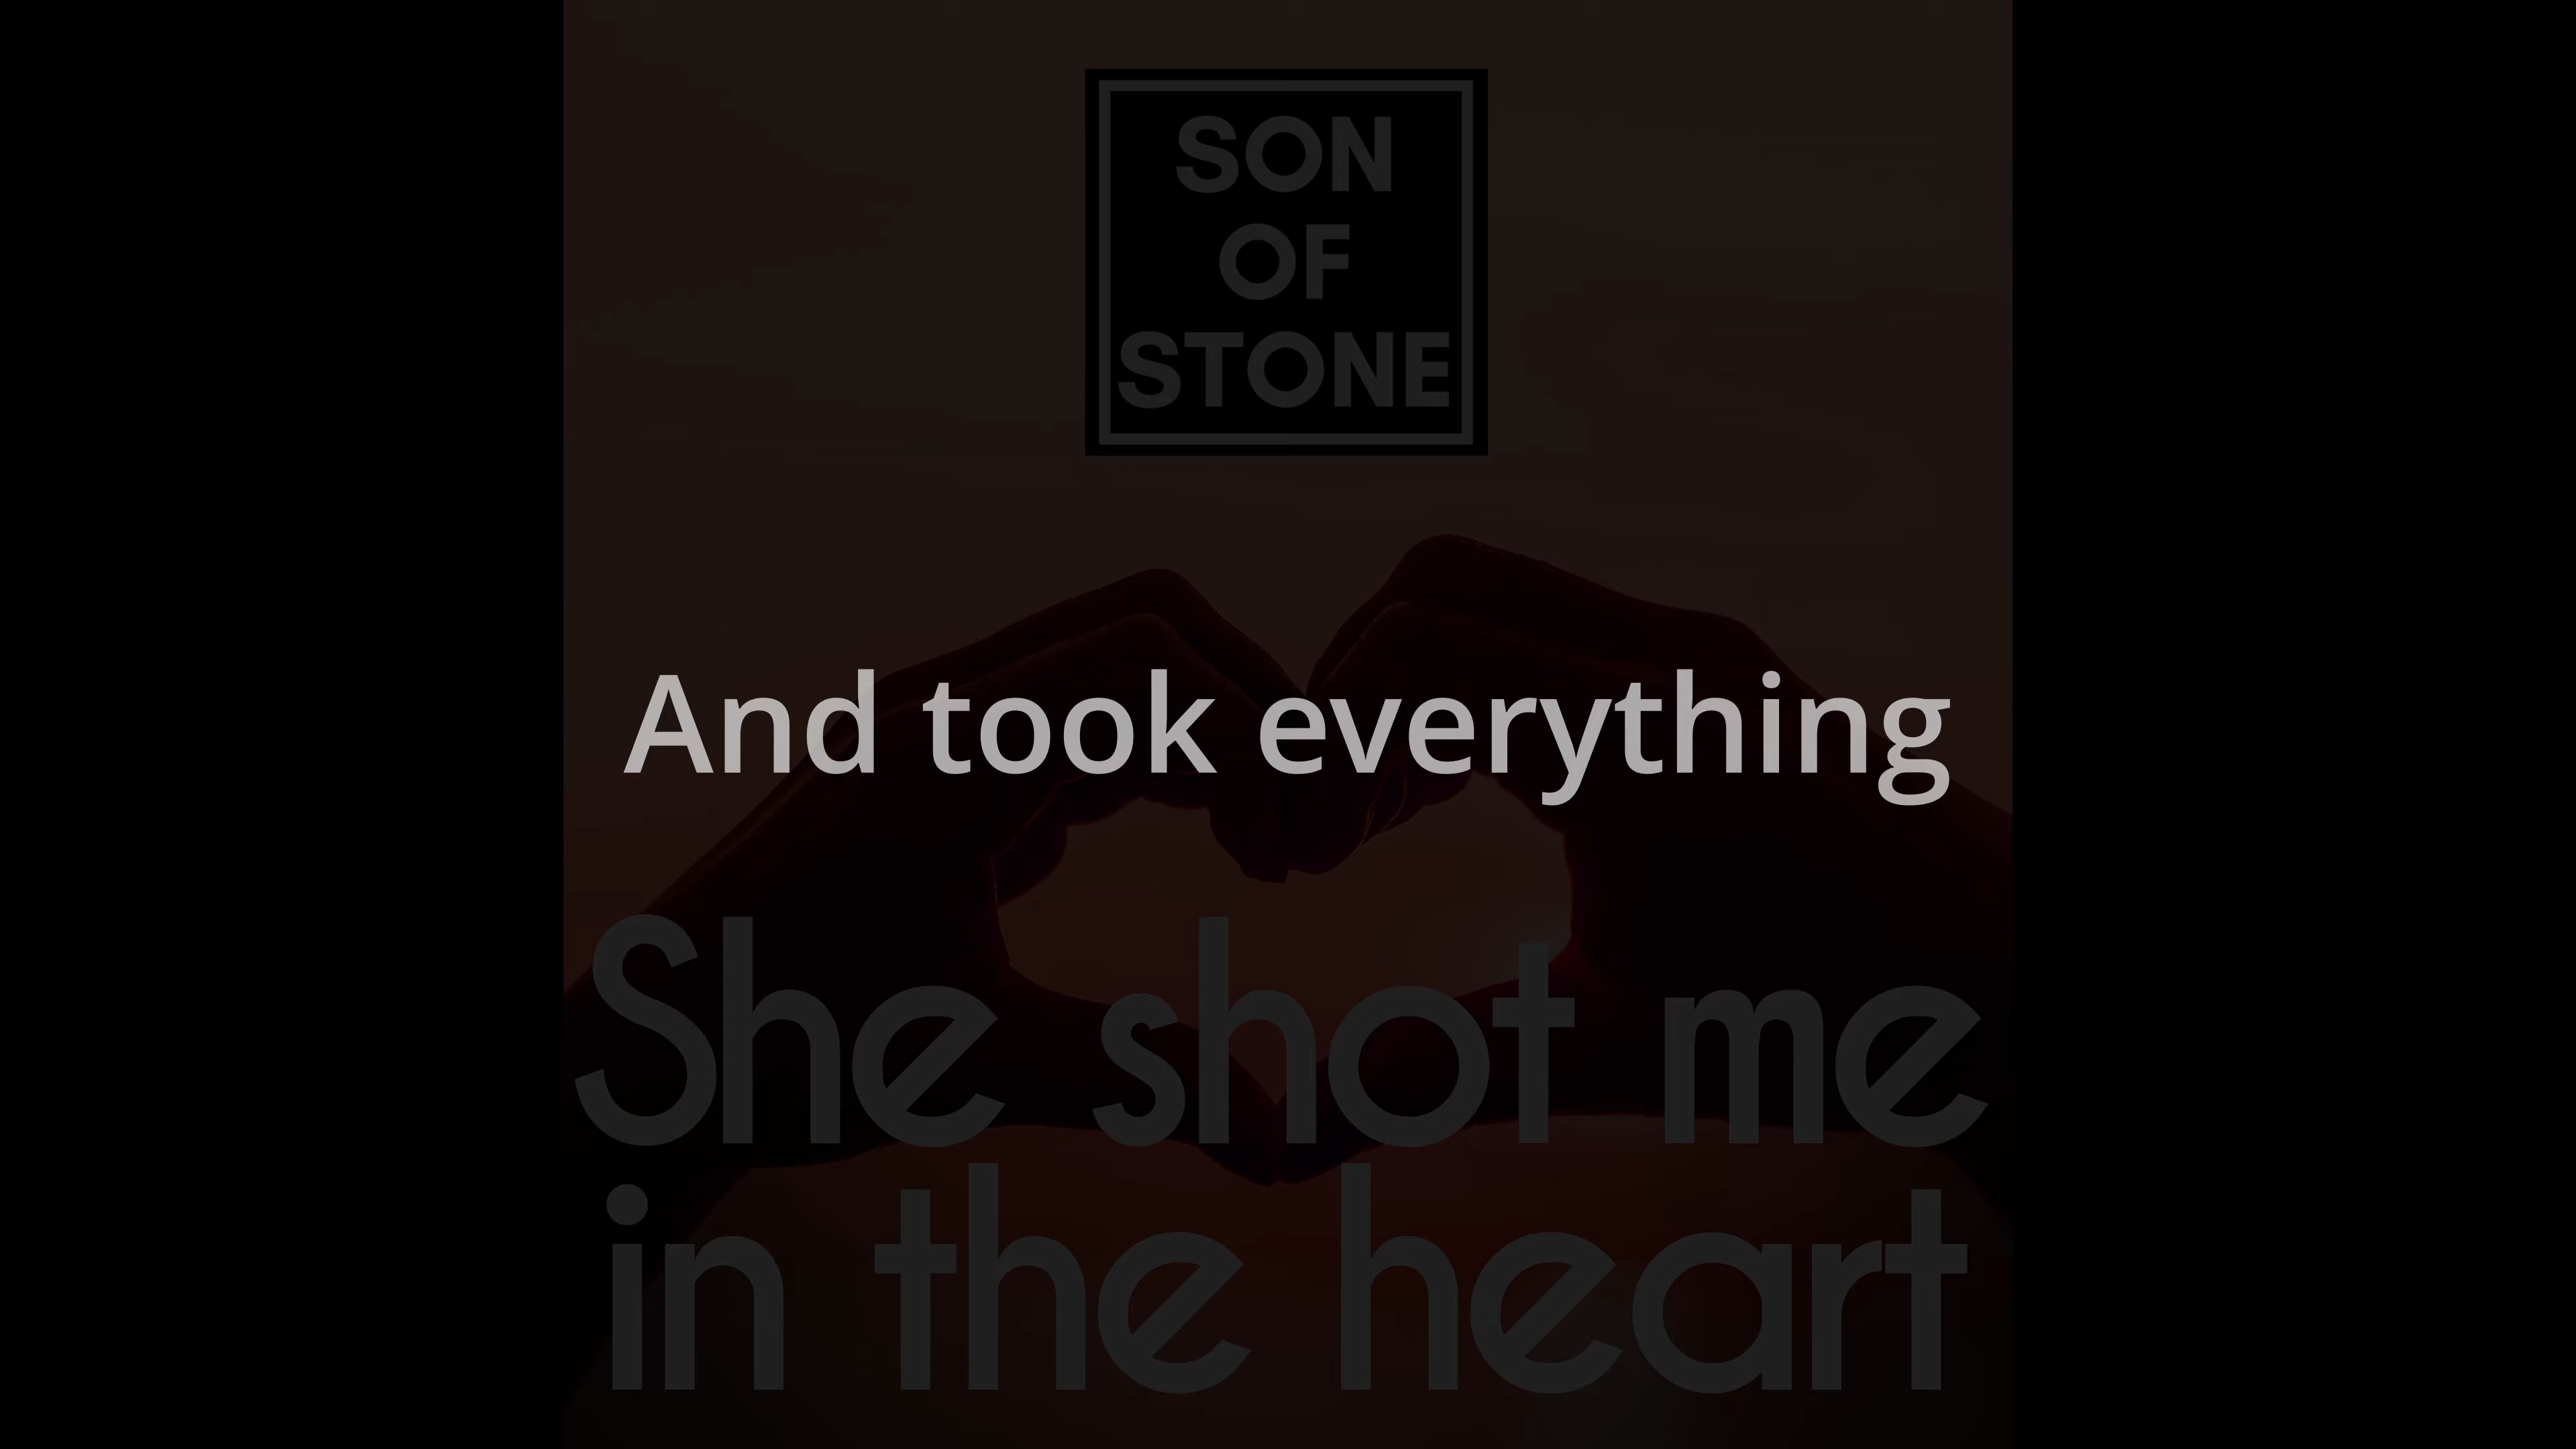 SON
OF
STONE
And took everything
She shot me
in the heart